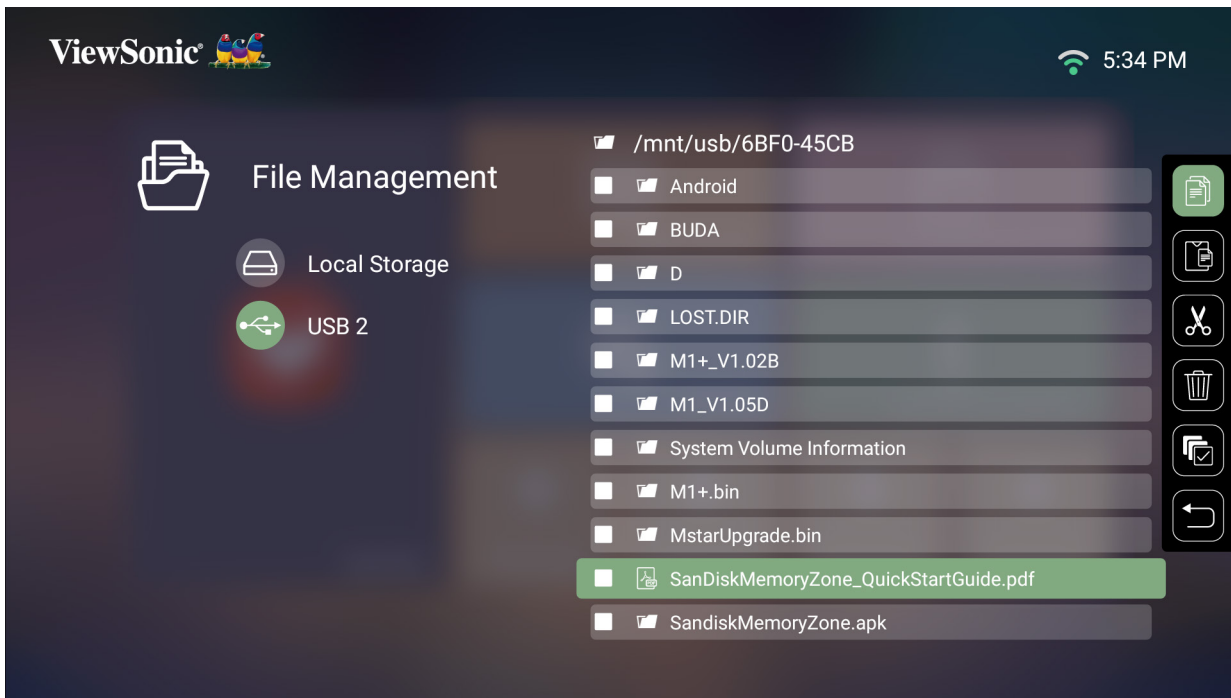 ViewSonic
5:34 PM
File Management
Local Storage
USB 2
/mnt/usb/6BF0-45CB
Android
BUDA
D
LOST.DIR
M1+_V1.02B
M1_V1.05D
System Volume Information
M1+.bin
MstarUpgrade.bin
SanDiskMemoryZone_QuickStartGuide.pdf
SandiskMemoryZone.apk